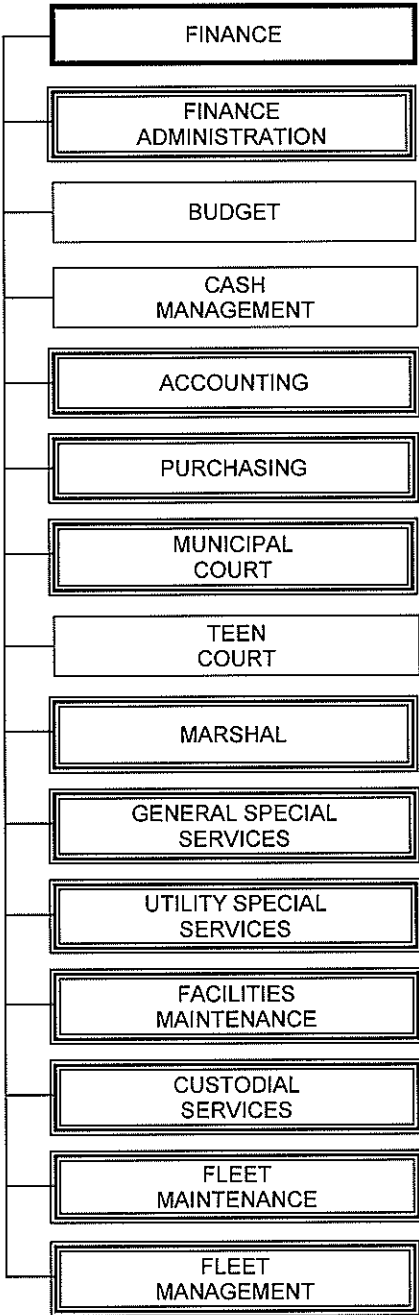 FINANCE
FINANCE
ADMINISTRATION
BUDGET
CASH
MANAGEMENT
ACCOUNTING
PURCHASING
MUNICIPAL
COURT
TEEN
COURT
MARSHAL
GENERAL SPECIAL
SERVICES
UTILITY SPECIAL
SERVICES
FACILITIES
MAINTENANCE
CUSTODIAL
SERVICES
FLEET
MAINTENANCE
FLEET
MANAGEMENT